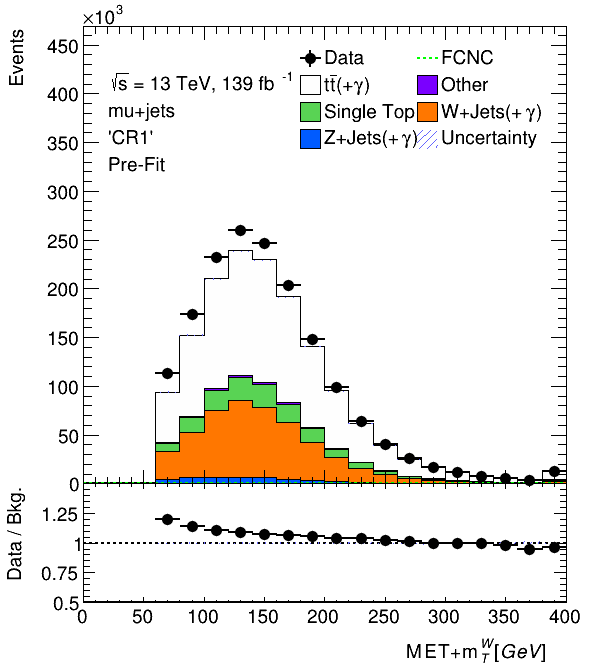 ×10³
Events
450
400
350
300
250
200
150
100
50
0
√s = 13 TeV, 139 fb⁻¹
mu+jets
'CR1'
Pre-Fit
Data
FCNC
tt̄(+γ)
Other
Single Top
W+Jets(+γ)
Z+Jets(+γ)
Uncertainty
Data / Bkg.
1.25
1
0.75
0.5
0 50 100 150 200 250 300 350 400
MET+m_T^W [GeV]